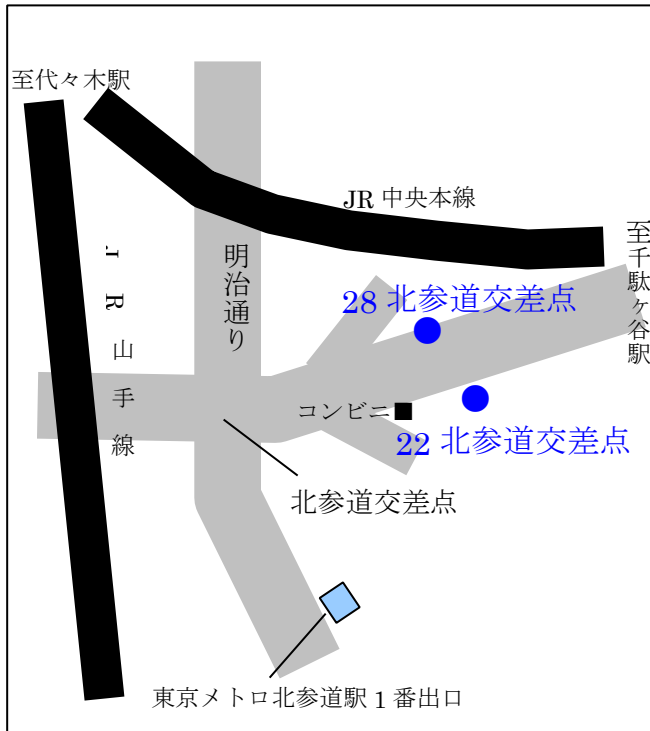 至代々木駅
JR 中央本線
至千駄ヶ谷駅
JR山手線
明治通り
28 北参道交差点
コンビニ
22 北参道交差点
北参道交差点
東京メトロ北参道駅 1 番出口